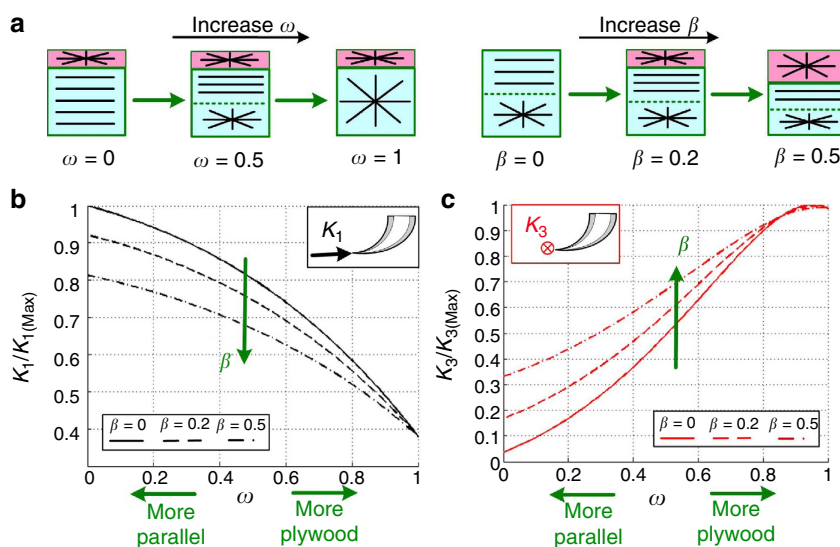 a
Increase ω
Increase β
ω = 0
ω = 0.5
ω = 1
β = 0
β = 0.2
β = 0.5
b
K₁/K₁(Max)
1
0.9
0.8
0.7
0.6
0.5
0.4
K₁
β
β = 0 β = 0.2 β = 0.5
0 0.2 0.4 0.6 0.8 1
ω
More parallel
More plywood
c
K₃/K₃(Max)
1
0.9
0.8
0.7
0.6
0.5
0.4
0.3
0.2
0.1
0
K₃
β
β = 0 β = 0.2 β = 0.5
0 0.2 0.4 0.6 0.8 1
ω
More parallel
More plywood